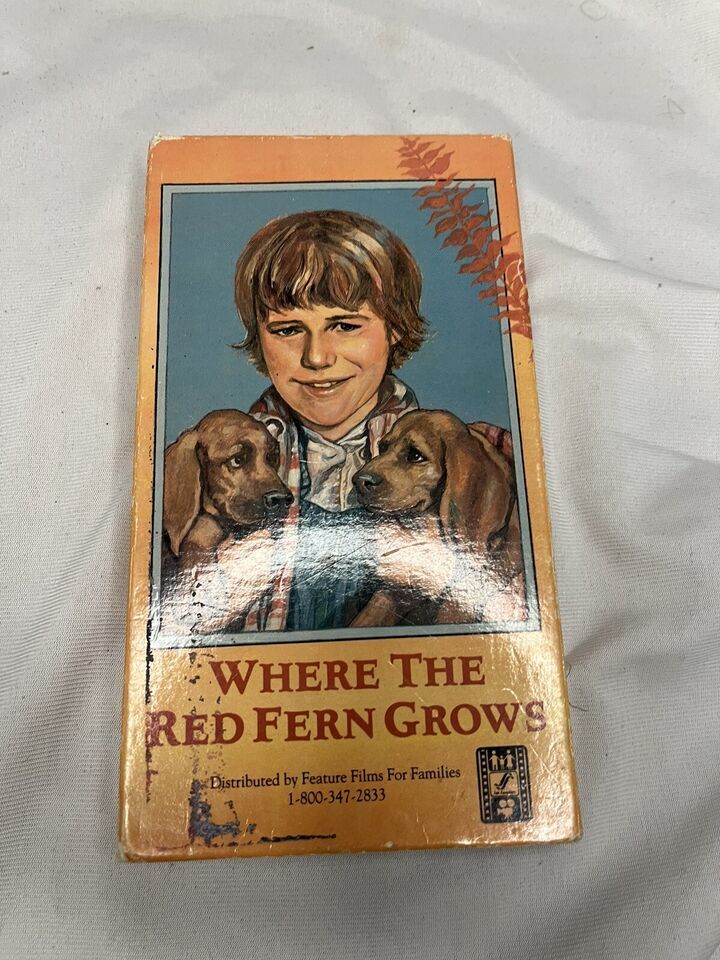 WHERE THE
RED FERN GROWS
Distributed by Feature Films For Families
1-800-347-2833